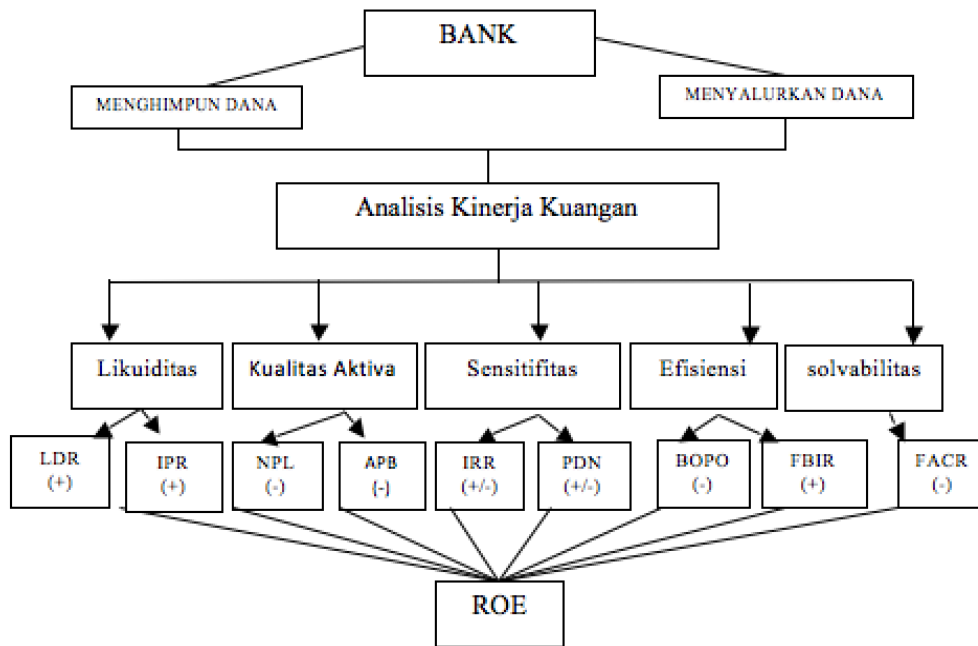 BANK
MENGHIMPUN DANA
MENYALURKAN DANA
Analisis Kinerja Kuangan
Likuiditas
Kualitas Aktiva
Sensitifitas
Efisiensi
solvabilitas
LDR
(+)
IPR
(+)
NPL
(-)
APB
(-)
IRR
(+/-)
PDN
(+/-)
BOPO
(-)
FBIR
(+)
FACR
(-)
ROE